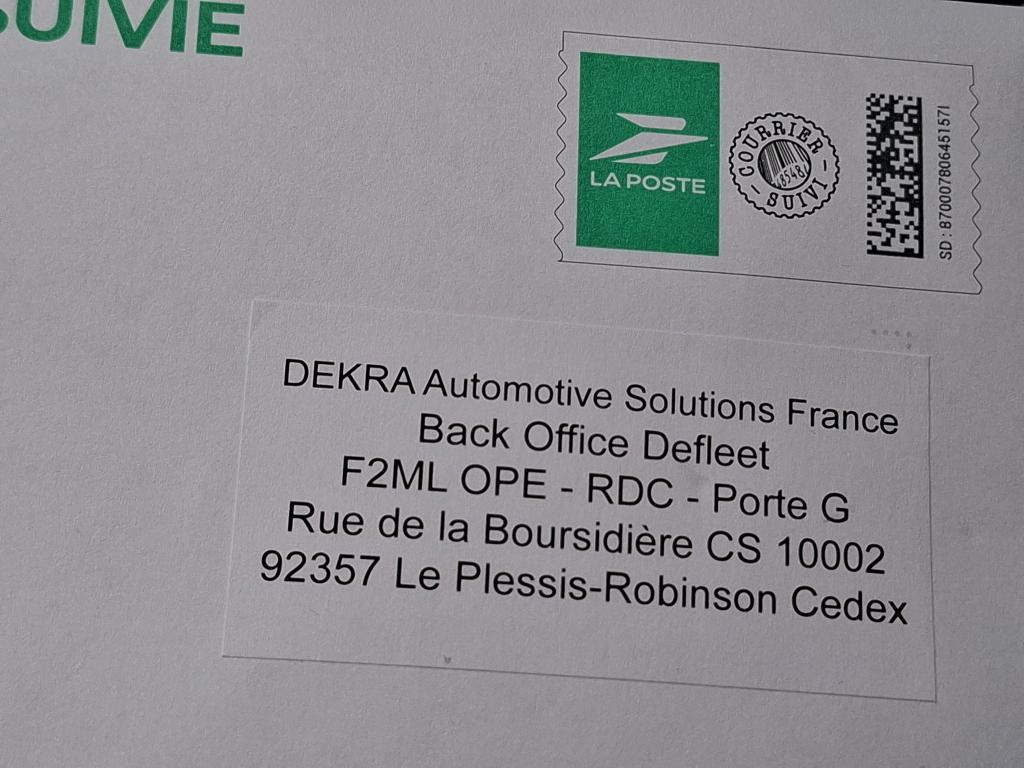 SUIVIE
LA POSTE
COURRIER
SUIVI
SD : 87000780645157I
DEKRA Automotive Solutions France
Back Office Defleet
F2ML OPE - RDC - Porte G
Rue de la Boursidière CS 10002
92357 Le Plessis-Robinson Cedex